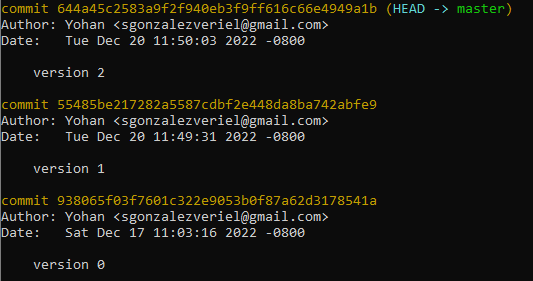 commit 644a45c2583a9f2f940eb3f9ff616c66e4949a1b (HEAD -> master)
Author: Yohan <sgonzalezveriel@gmail.com>
Date:   Tue Dec 20 11:50:03 2022 -0800
version 2
commit 55485be217282a5587cdbf2e448da8ba742abfe9
Author: Yohan <sgonzalezveriel@gmail.com>
Date:   Tue Dec 20 11:49:31 2022 -0800
version 1
commit 938065f03f7601c322e9053b0f87a62d3178541a
Author: Yohan <sgonzalezveriel@gmail.com>
Date:   Sat Dec 17 11:03:16 2022 -0800
version 0